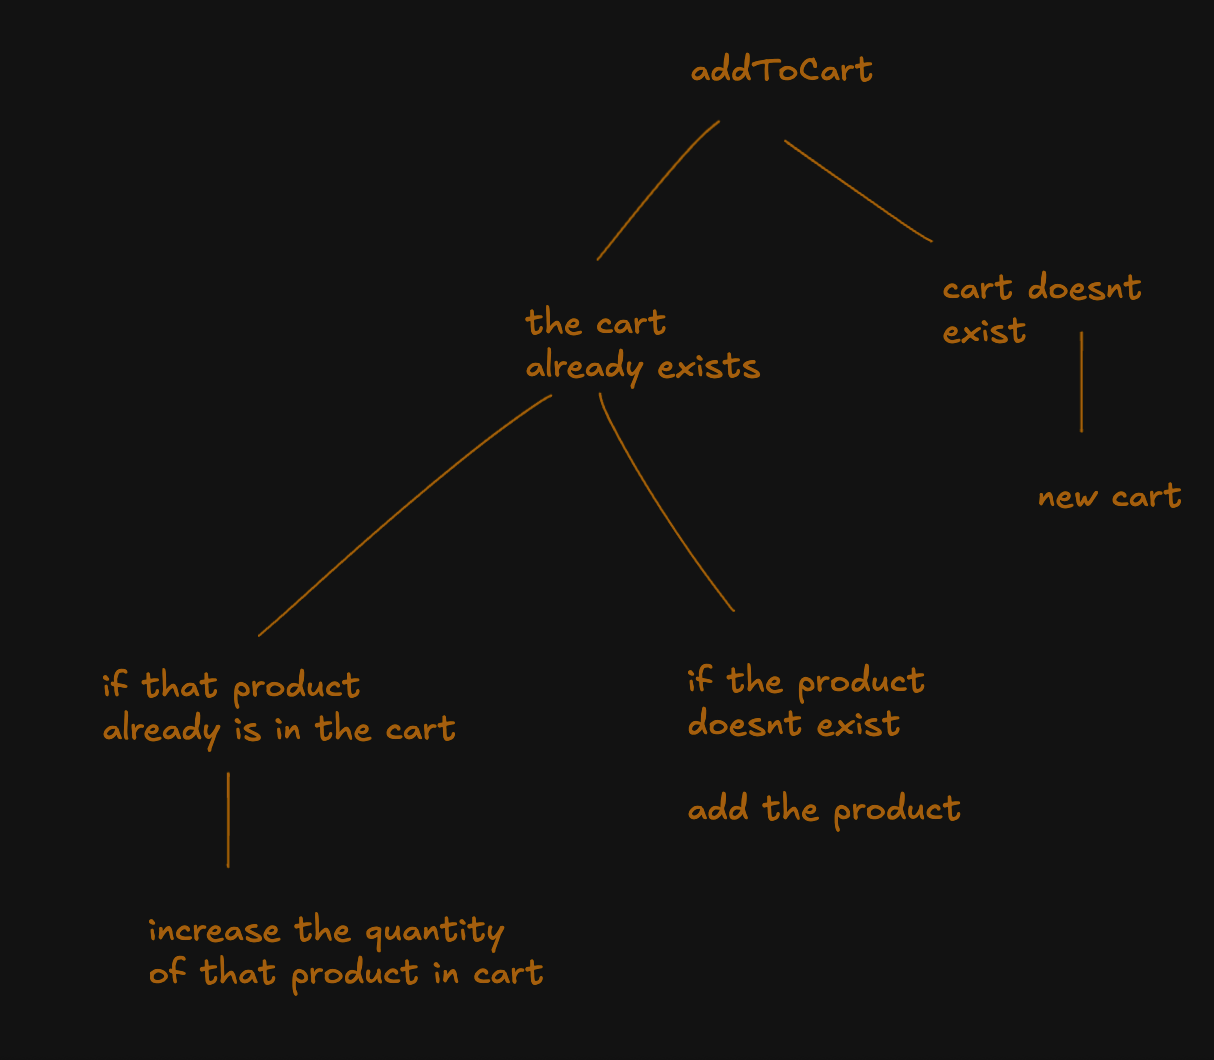 addToCart
the cart
already exists
cart doesnt
exist
new cart
if that product
already is in the cart
if the product
doesnt exist
add the product
increase the quantity
of that product in cart